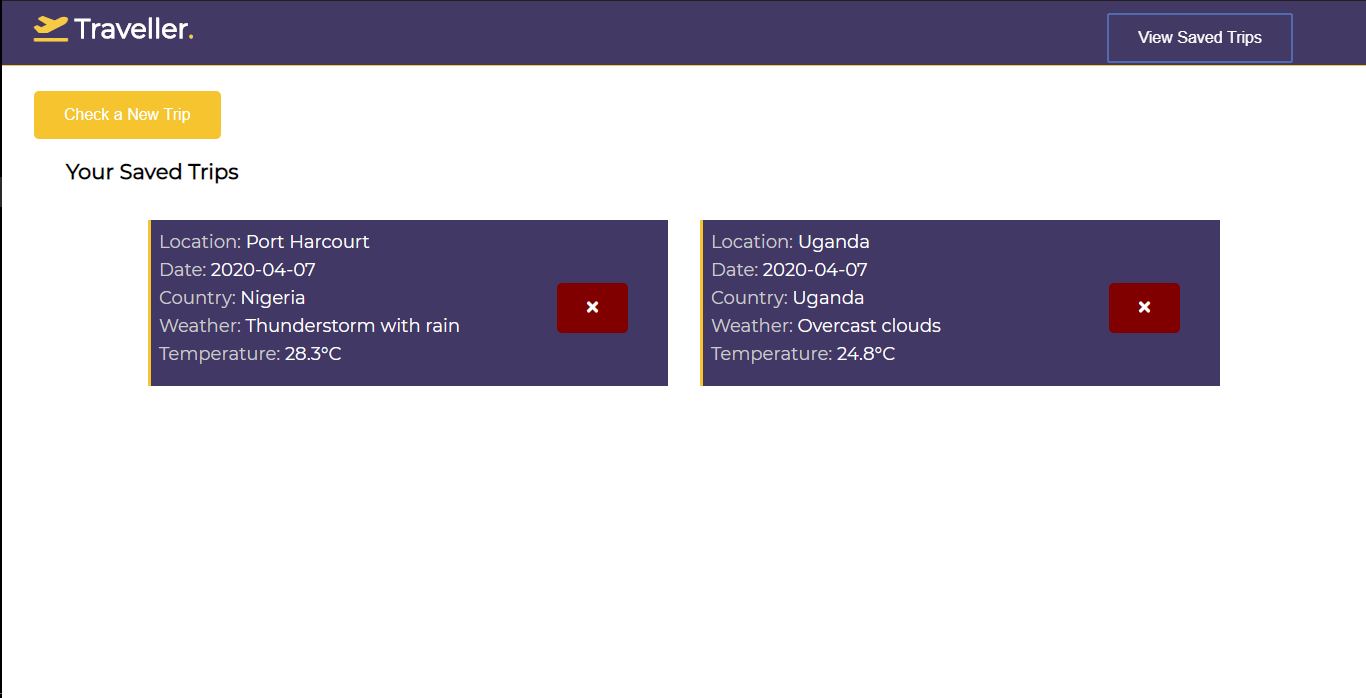 Traveller.
View Saved Trips
Check a New Trip
Your Saved Trips
Location: Port Harcourt
Date: 2020-04-07
Country: Nigeria
Weather: Thunderstorm with rain
Temperature: 28.3°C
Location: Uganda
Date: 2020-04-07
Country: Uganda
Weather: Overcast clouds
Temperature: 24.8°C